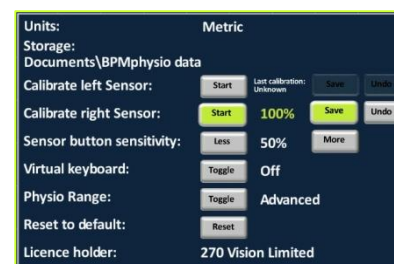 Units: Metric
Storage:
Documents\BPMphysio data
Calibrate left Sensor: Start Last calibration: Unknown Save Undo
Calibrate right Sensor: Start 100% Save Undo
Sensor button sensitivity: Less 50% More
Virtual keyboard: Toggle Off
Physio Range: Toggle Advanced
Reset to default: Reset
Licence holder: 270 Vision Limited